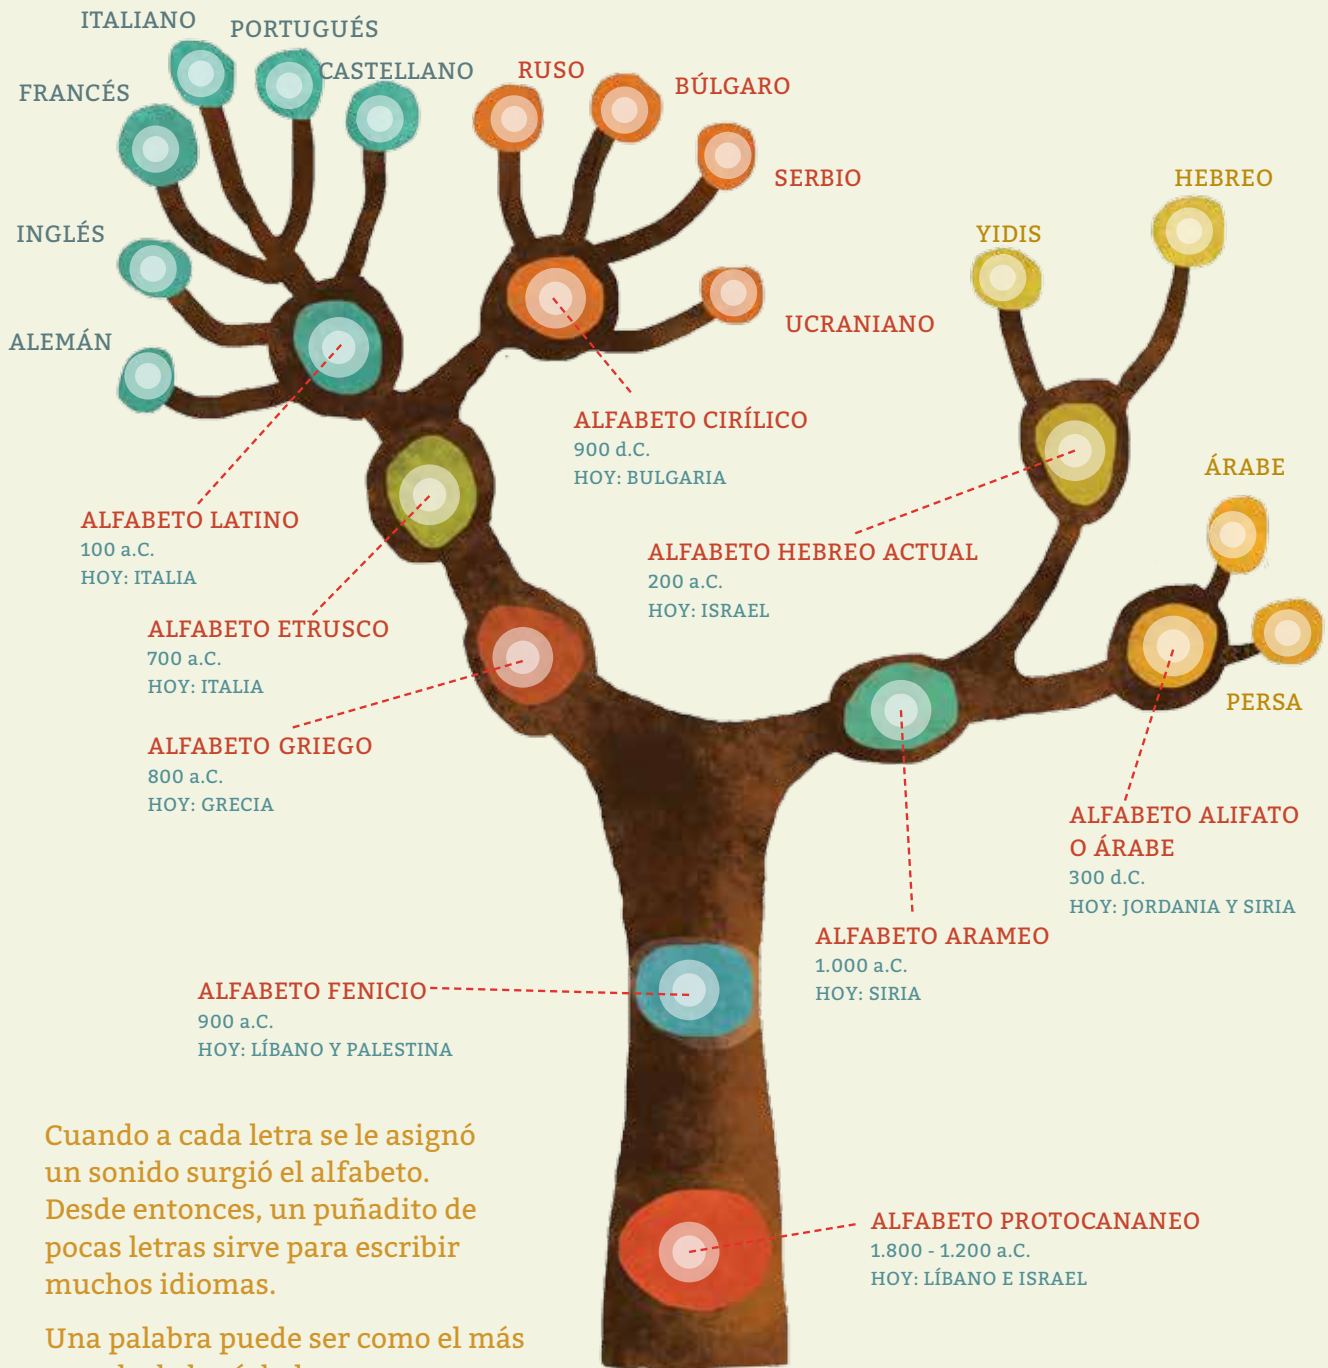 ITALIANO
PORTUGUÉS
CASTELLANO
FRANCÉS
INGLÉS
ALEMÁN
RUSO
BÚLGARO
SERBIO
UCRANIANO
HEBREO
YIDIS
ÁRABE
PERSA
ALFABETO CIRÍLICO
900 d.C.
HOY: BULGARIA
ALFABETO LATINO
100 a.C.
HOY: ITALIA
ALFABETO HEBREO ACTUAL
200 a.C.
HOY: ISRAEL
ALFABETO ETRUSCO
700 a.C.
HOY: ITALIA
ALFABETO GRIEGO
800 a.C.
HOY: GRECIA
ALFABETO ALIFATO
O ÁRABE
300 d.C.
HOY: JORDANIA Y SIRIA
ALFABETO ARAMEO
1.000 a.C.
HOY: SIRIA
ALFABETO FENICIO
900 a.C.
HOY: LÍBANO Y PALESTINA
ALFABETO PROTOCANANEO
1.800 - 1.200 a.C.
HOY: LÍBANO E ISRAEL
Cuando a cada letra se le asignó
un sonido surgió el alfabeto.
Desde entonces, un puñadito de
pocas letras sirve para escribir
muchos idiomas.
Una palabra puede ser como el más